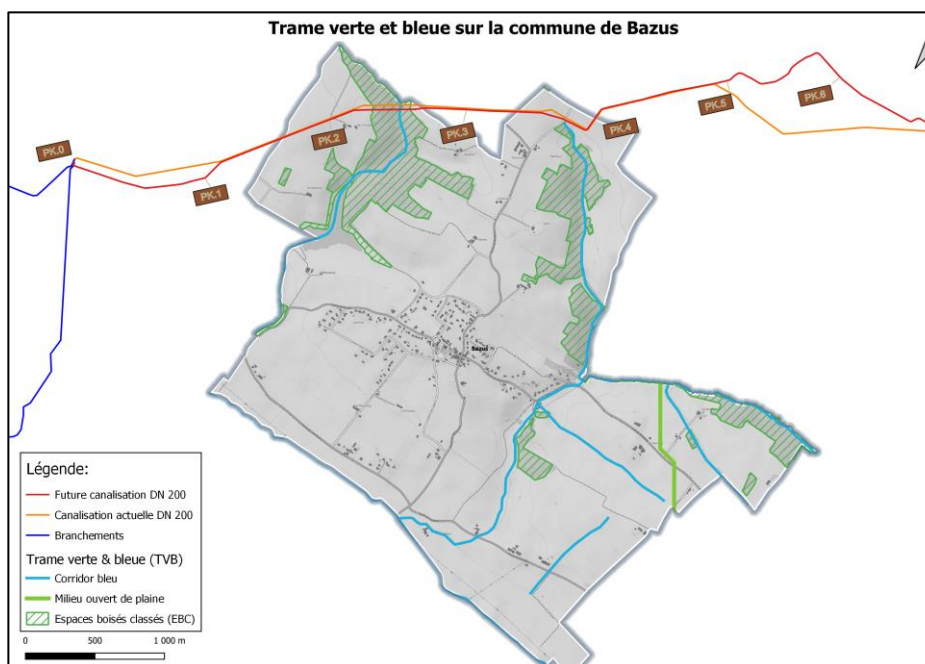 Trame verte et bleue sur la commune de Bazus
PK.0
PK.1
PK.2
PK.3
PK.4
PK.5
PK.6
Bazus
Légende:
Future canalisation DN 200
Canalisation actuelle DN 200
Branchements
Trame verte & bleue (TVB)
Corridor bleu
Milieu ouvert de plaine
Espaces boisés classés (EBC)
0 500 1 000 m